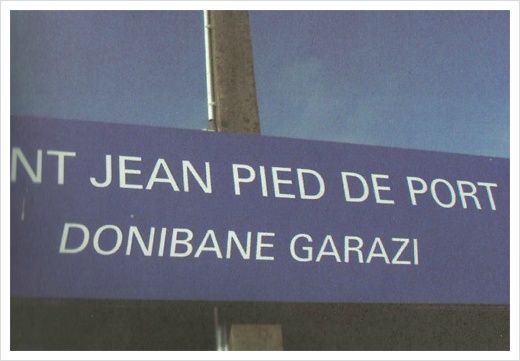 NT JEAN PIED DE PORT
DONIBANE GARAZI